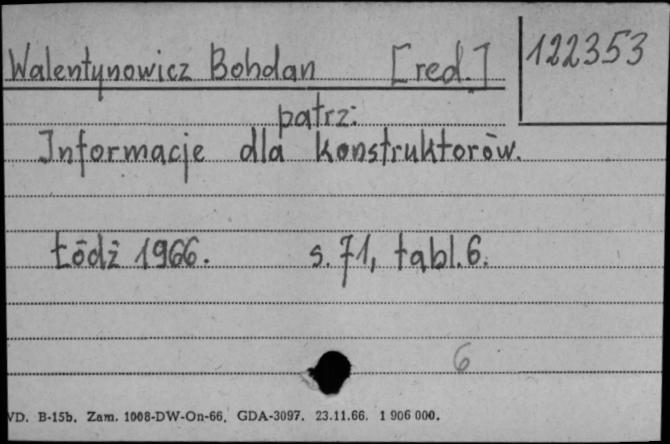 Walentynowicz Bohdan [red.]
122353
patrz:
Informacje dla konstruktorów.
Łódź 1966. s. 71, tabl. 6.
6
VD. B-15b. Zam. 1008-DW-On-66. GDA-3097. 23.11.66. 1 906 000.